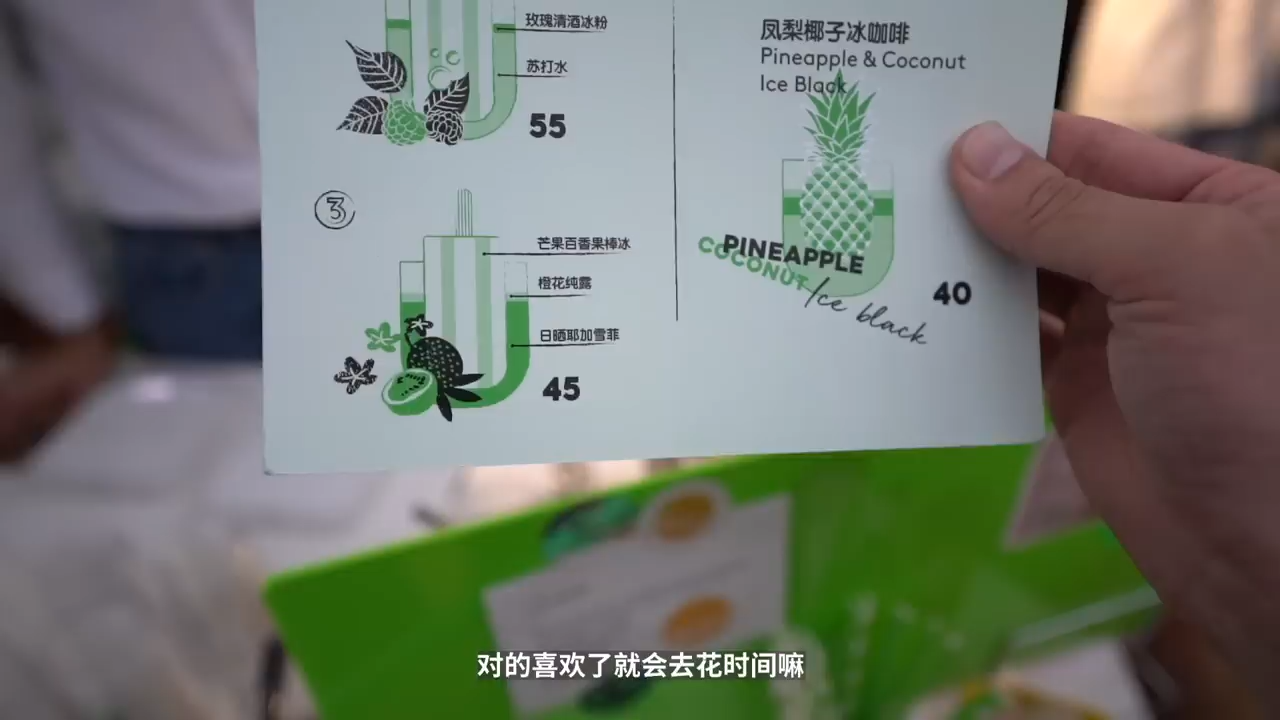 玫瑰清酒冰粉
苏打水
55
3
芒果百香果棒冰
橙花纯露
日晒耶加雪菲
45
凤梨椰子冰咖啡
Pineapple & Coconut
Ice Black
PINEAPPLE
COCONUT
Ice black
40
对的喜欢了就会去花时间嘛